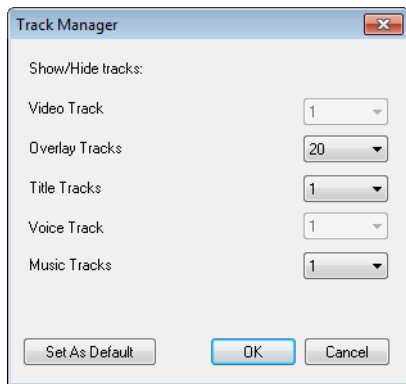 Track Manager
Show/Hide tracks:
Video Track 1
Overlay Tracks 20
Title Tracks 1
Voice Track 1
Music Tracks 1
Set As Default OK Cancel